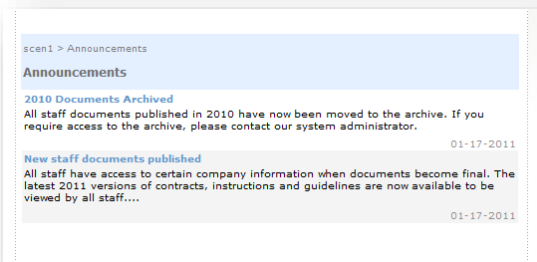 scen1 > Announcements
Announcements
2010 Documents Archived
All staff documents published in 2010 have now been moved to the archive. If you
require access to the archive, please contact our system administrator.
01-17-2011
New staff documents published
All staff have access to certain company information when documents become final. The
latest 2011 versions of contracts, instructions and guidelines are now available to be
viewed by all staff....
01-17-2011